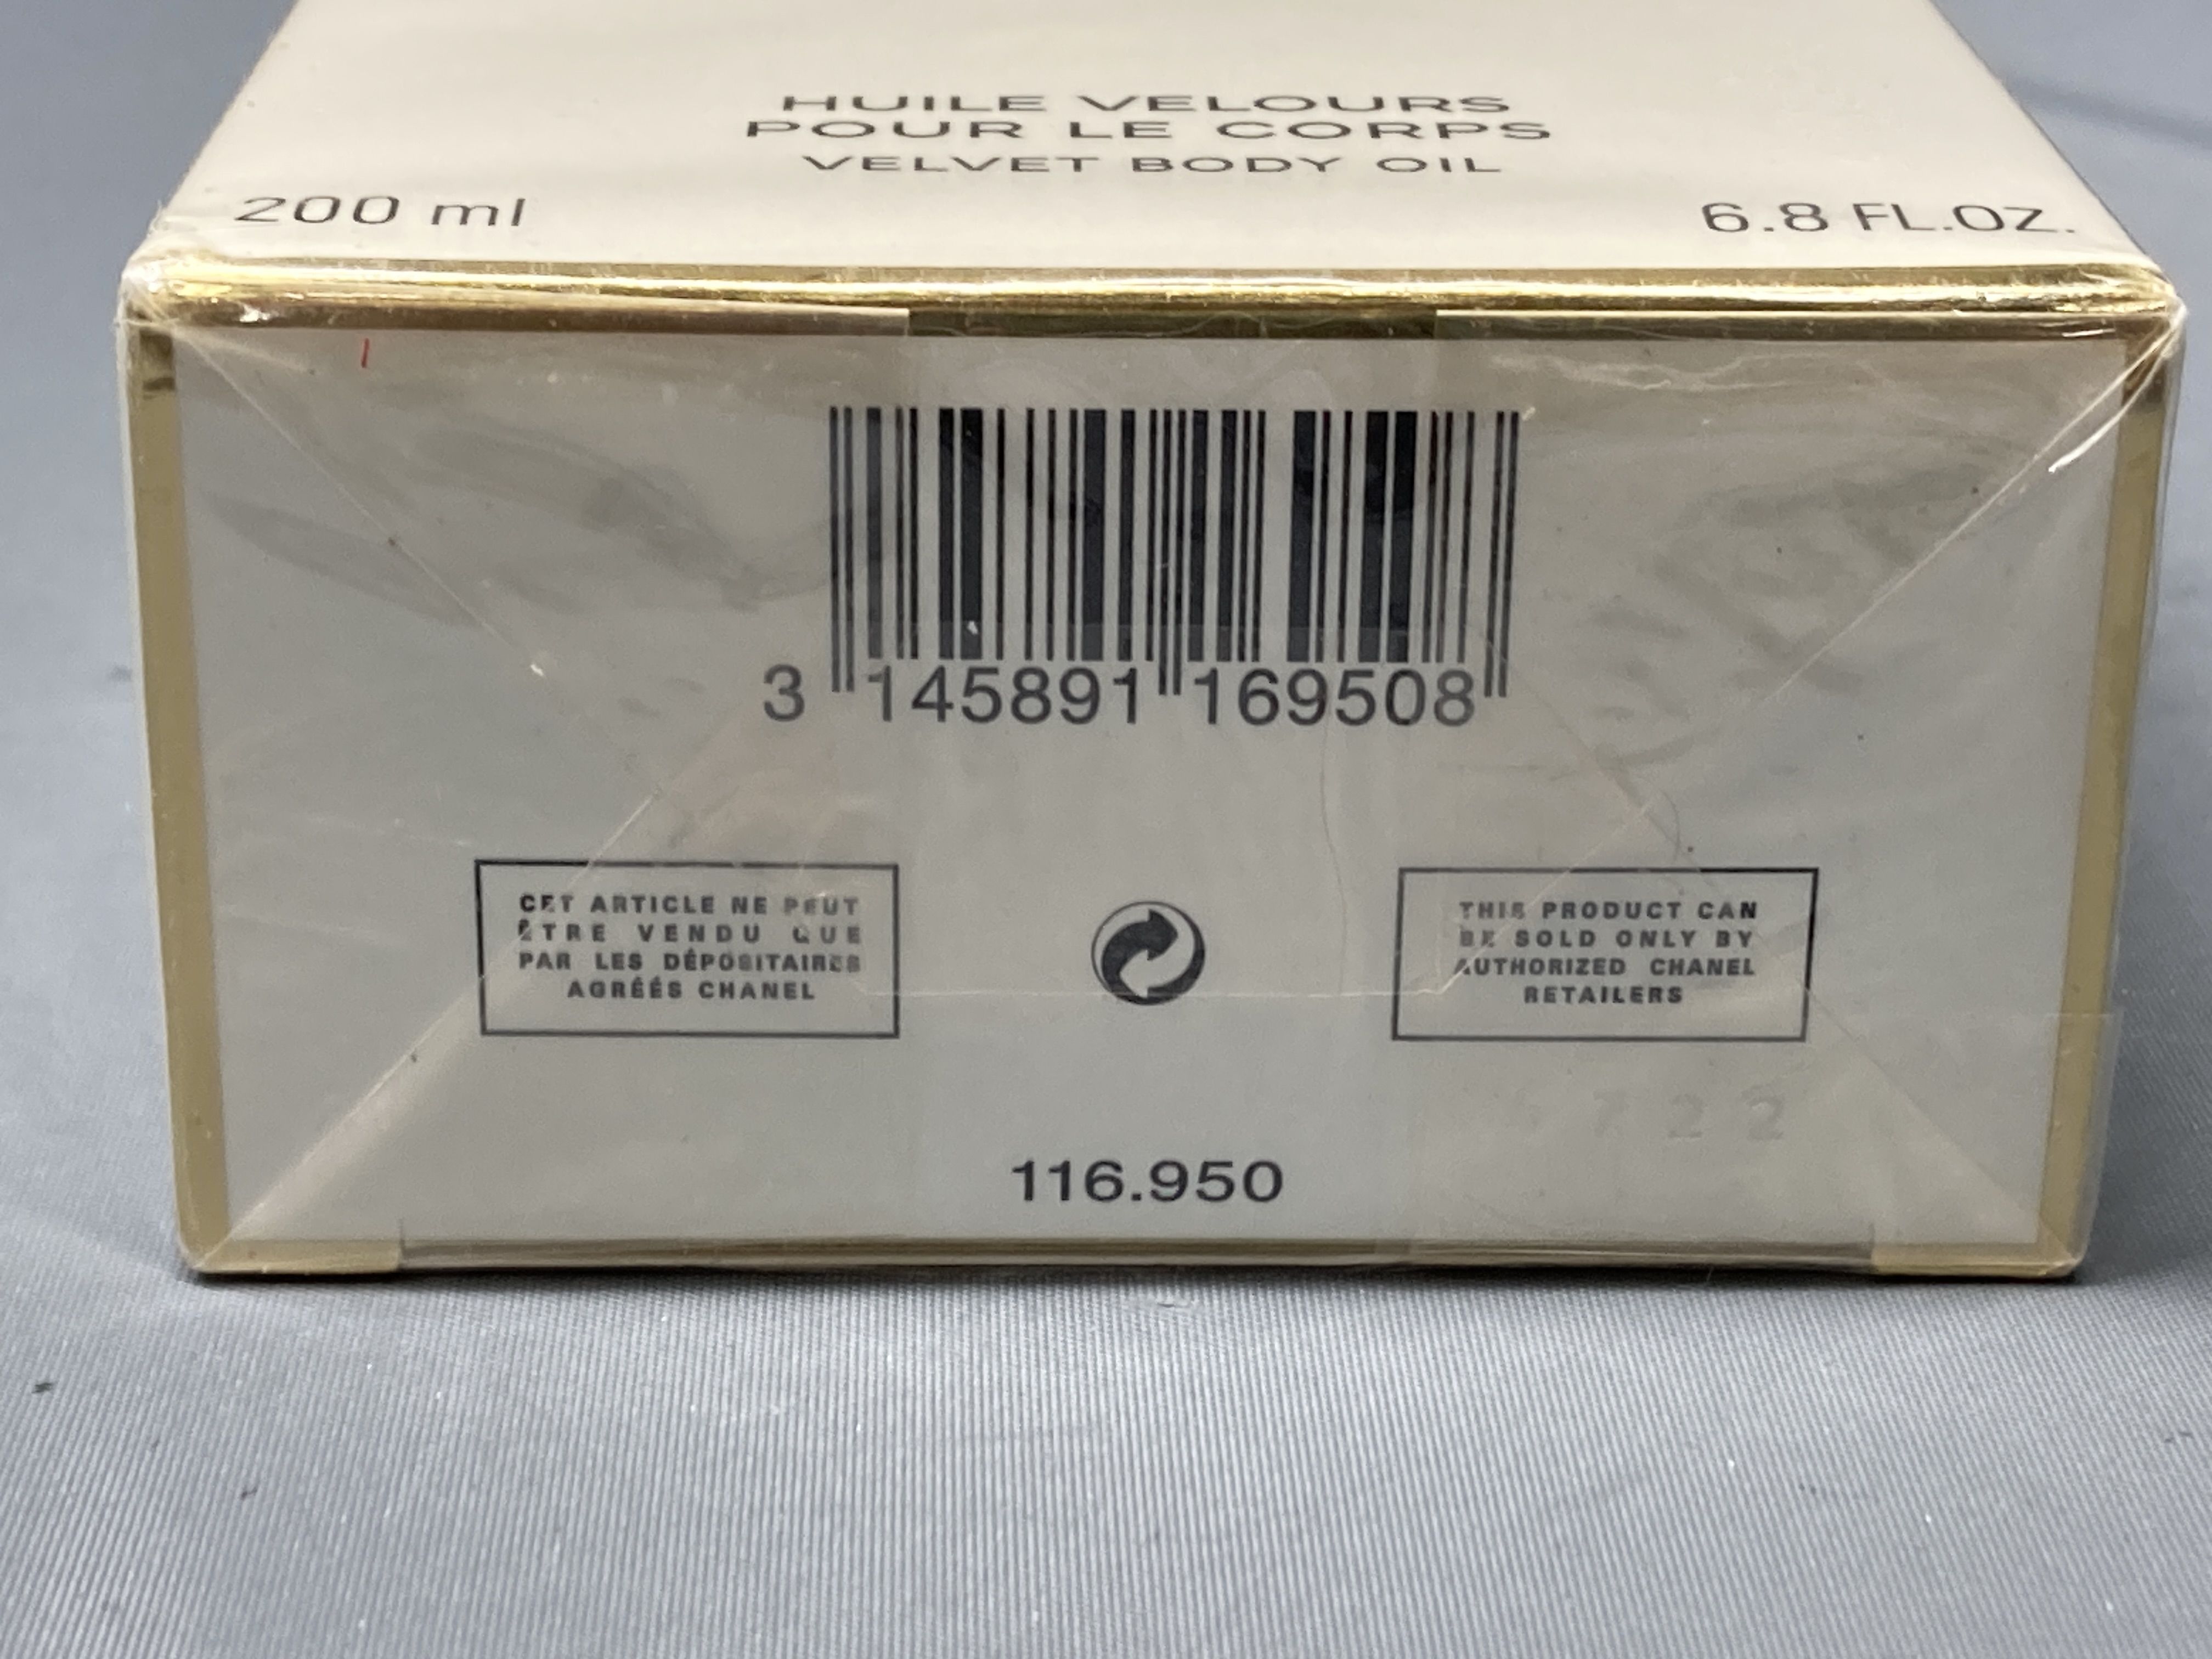 HUILE VELOURS
POUR LE CORPS
VELVET BODY OIL
200 ml
6.8 FL.OZ.
3 145891 169508
CET ARTICLE NE PEUT
ÊTRE VENDU QUE
PAR LES DÉPOSITAIRES
AGRÉÉS CHANEL
THIS PRODUCT CAN
BE SOLD ONLY BY
AUTHORIZED CHANEL
RETAILERS
116.950